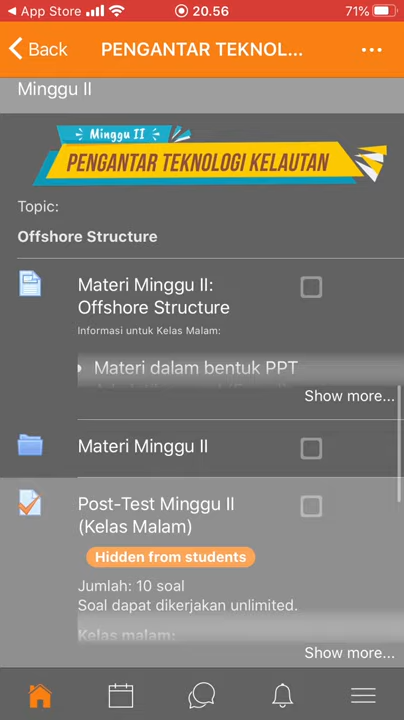 App Store
20.56
71%
Back
PENGANTAR TEKNOL...
Minggu II
Minggu II
PENGANTAR TEKNOLOGI KELAUTAN
Topic:
Offshore Structure
Materi Minggu II:
Offshore Structure
Informasi untuk Kelas Malam:
Materi dalam bentuk PPT
Show more...
Materi Minggu II
Post-Test Minggu II
(Kelas Malam)
Hidden from students
Jumlah: 10 soal
Soal dapat dikerjakan unlimited.
Kelas malam:
Show more...